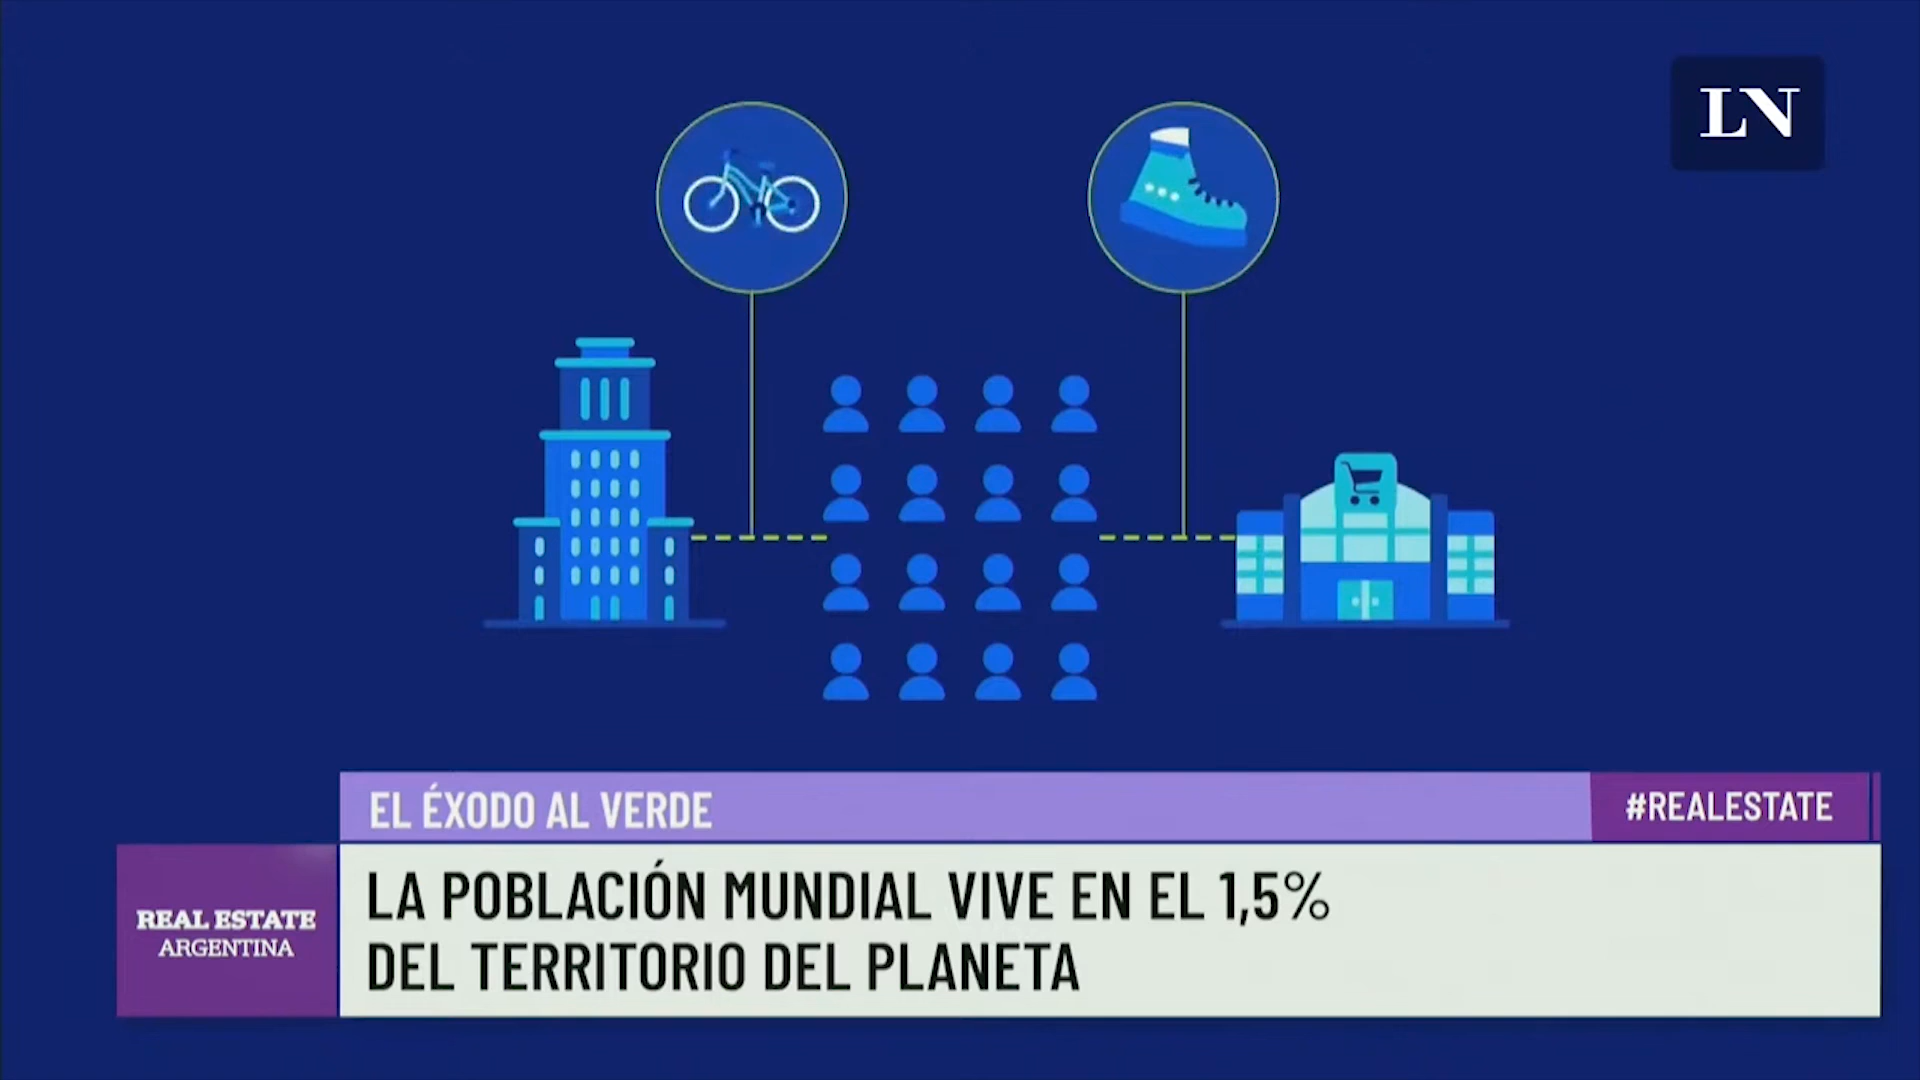 LN
EL ÉXODO AL VERDE
#REALESTATE
REAL ESTATE
ARGENTINA
LA POBLACIÓN MUNDIAL VIVE EN EL 1,5%
DEL TERRITORIO DEL PLANETA